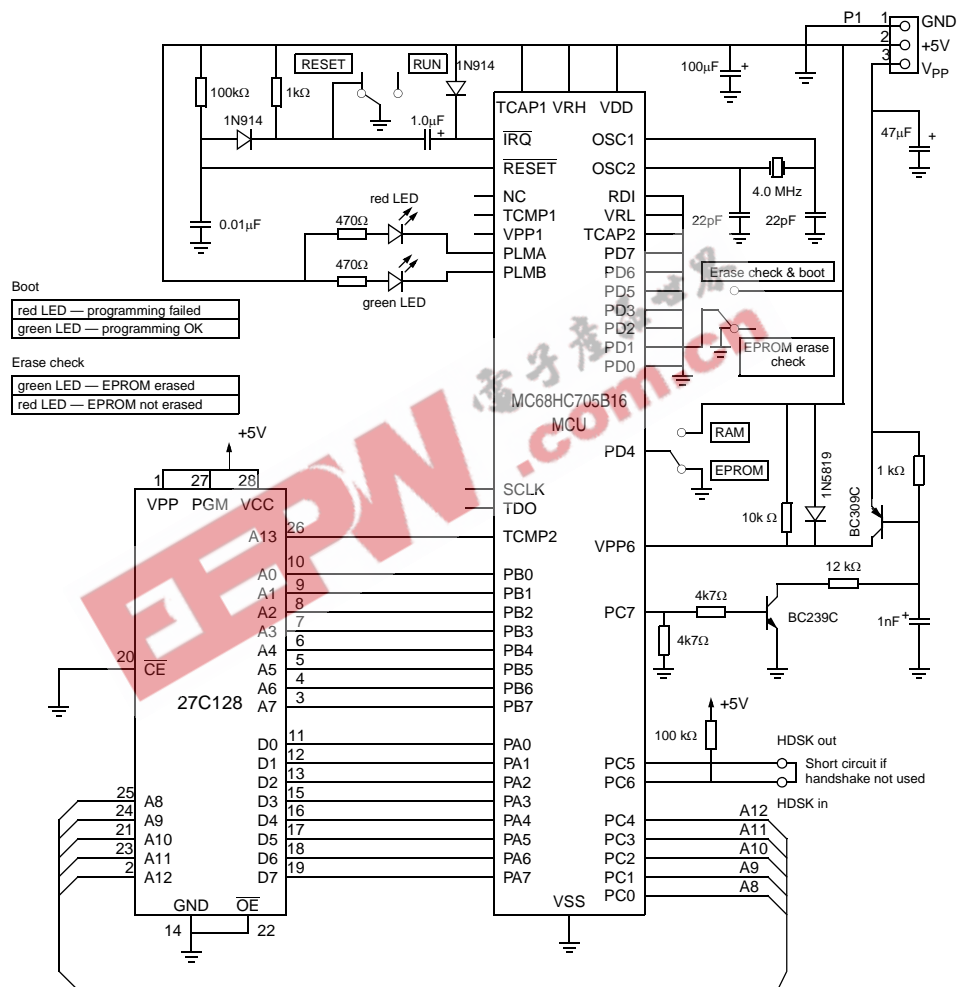 P1
1
GND
2
+5V
3
VPP
RESET
RUN
1N914
100µF
100kΩ
1kΩ
TCAP1 VRH VDD
1N914
1.0µF
+
+
47µF
+
IRQ
OSC1
RESET
OSC2
4.0 MHz
NC
RDI
TCMP1
VRL
VPP1
TCAP2
22pF
22pF
0.01µF
red LED
470Ω
PLMA
PD7
470Ω
PLMB
PD6
Erase check & boot
green LED
PD5
PD3
PD2
PD1
PD0
EPROM erase
check
Boot
red LED — programming failed
green LED — programming OK
Erase check
green LED — EPROM erased
red LED — EPROM not erased
電子產品世界
EEPW.com.cn
MC68HC705B16
MCU
RAM
PD4
EPROM
+5V
1
27
28
VPP PGM VCC
SCLK
TDO
A13
26
TCMP2
1 kΩ
1N5819
10k Ω
BC309C
VPP6
A0 10 PB0
A1 9 PB1
A2 8 PB2
A3 7 PB3
A4 6 PB4
A5 5 PB5
A6 4 PB6
A7 3 PB7
12 kΩ
PC7
4k7Ω
BC239C
1nF
+
4k7Ω
20
CE
27C128
+5V
100 kΩ
D0 11 PA0
D1 12 PA1
D2 13 PA2
D3 15 PA3
D4 16 PA4
D5 17 PA5
D6 18 PA6
D7 19 PA7
HDSK out
PC5
Short circuit if
PC6
handshake not used
HDSK in
25 A8
24 A9
21 A10
23 A11
2 A12
PC4 A12
PC3 A11
PC2 A10
PC1 A9
PC0 A8
GND OE
14
22
VSS